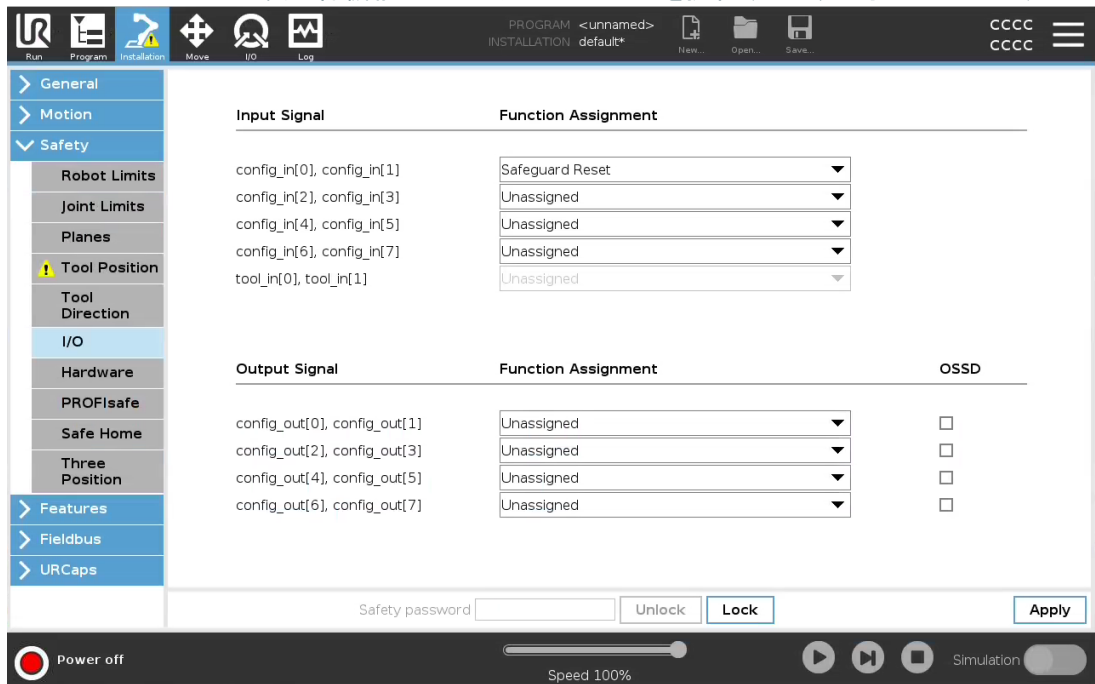 PROGRAM <unnamed>
INSTALLATION default*
New... Open... Save...
CCCC
CCCC
UR
Run Program Installation Move I/O Log
General
Motion
Safety
Robot Limits
Joint Limits
Planes
Tool Position
Tool
Direction
I/O
Hardware
PROFIsafe
Safe Home
Three
Position
Features
Fieldbus
URCaps
Input Signal Function Assignment
config_in[0], config_in[1] Safeguard Reset
config_in[2], config_in[3] Unassigned
config_in[4], config_in[5] Unassigned
config_in[6], config_in[7] Unassigned
tool_in[0], tool_in[1] Unassigned
Output Signal Function Assignment OSSD
config_out[0], config_out[1] Unassigned
config_out[2], config_out[3] Unassigned
config_out[4], config_out[5] Unassigned
config_out[6], config_out[7] Unassigned
Safety password Unlock Lock Apply
Power off
Speed 100%
Simulation